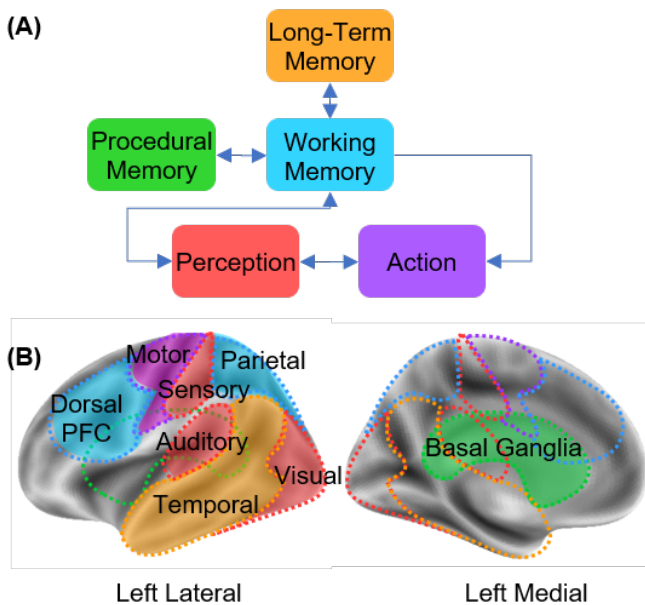 (A)
Long-Term
Memory
Procedural
Memory
Working
Memory
Perception
Action
(B)
Motor
Parietal
Sensory
Dorsal
PFC
Auditory
Visual
Temporal
Basal Ganglia
Left Lateral
Left Medial